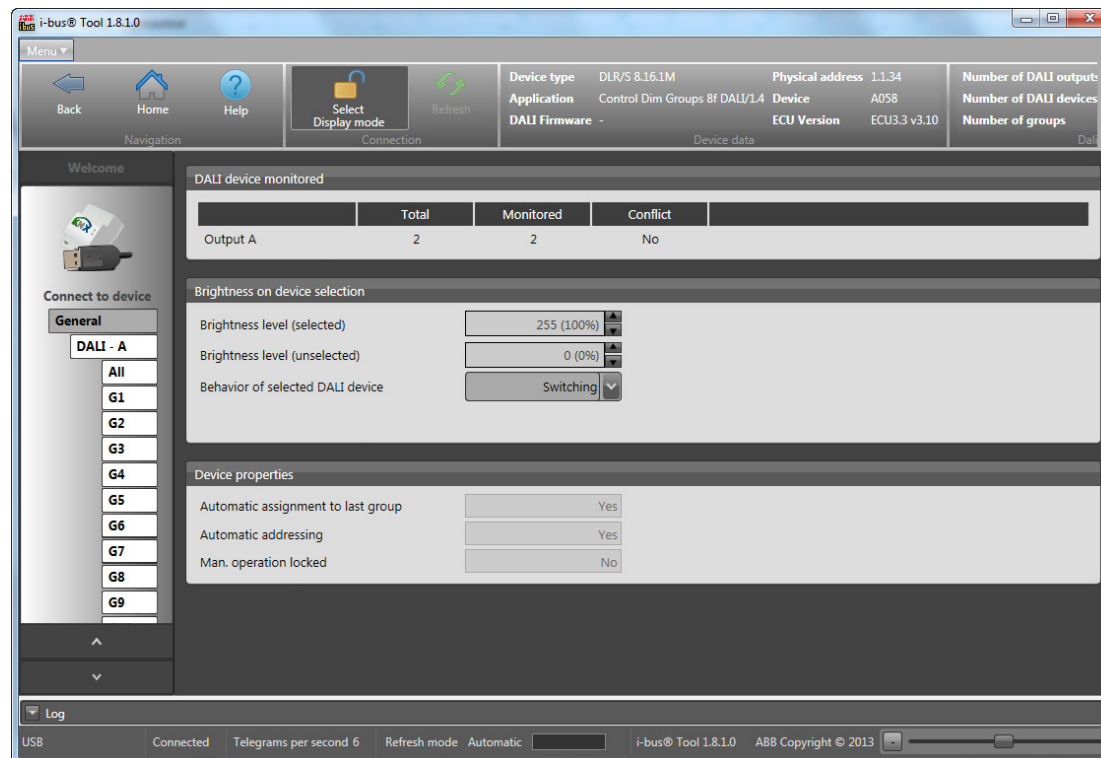 i-bus® Tool 1.8.1.0
Menu
Back
Home
Help
Navigation
Select
Display mode
Refresh
Connection
Device type DLR/S 8.16.1M Physical address 1.1.34
Application Control Dim Groups 8f DALI/1.4 Device A058
DALI Firmware - ECU Version ECU3.3 v3.10
Device data
Number of DALI outputs
Number of DALI devices
Number of groups
Dali
Welcome
Connect to device
General
DALI - A
All
G1
G2
G3
G4
G5
G6
G7
G8
G9
DALI device monitored
Total Monitored Conflict
Output A 2 2 No
Brightness on device selection
Brightness level (selected) 255 (100%)
Brightness level (unselected) 0 (0%)
Behavior of selected DALI device Switching
Device properties
Automatic assignment to last group Yes
Automatic addressing Yes
Man. operation locked No
Log
USB Connected Telegrams per second 6 Refresh mode Automatic i-bus® Tool 1.8.1.0 ABB Copyright © 2013 -